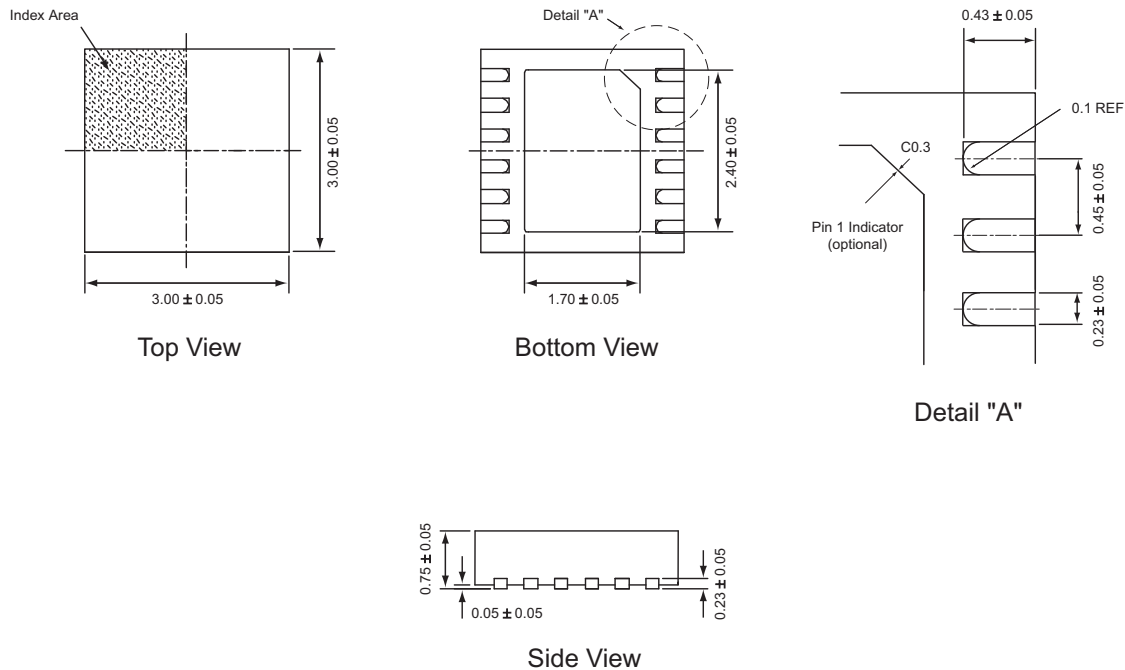 Index Area
3.00 ± 0.05
3.00 ± 0.05
Top View
Detail "A"
2.40 ± 0.05
1.70 ± 0.05
Bottom View
0.43 ± 0.05
0.1 REF
C0.3
0.45 ± 0.05
Pin 1 Indicator
(optional)
0.23 ± 0.05
Detail "A"
0.75 ± 0.05
0.05 ± 0.05
0.23 ± 0.05
Side View